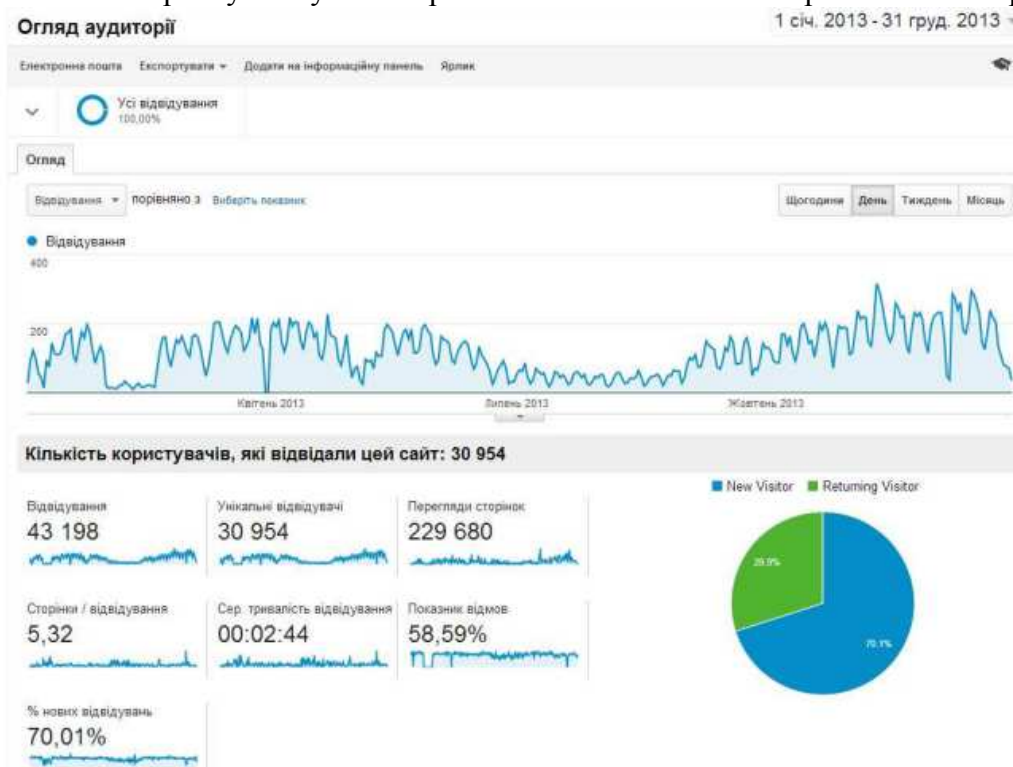 Огляд аудиторії
1 січ. 2013 - 31 груд. 2013
Електронна пошта Експортувати Додати на інформаційну панель Ярлик
Усі відвідування
100,00%
Огляд
Відвідування порівняно з Виберіть показник
Щогодини День Тиждень Місяць
Відвідування
400
200
Квітень 2013 Липень 2013 Жовтень 2013
Кількість користувачів, які відвідали цей сайт: 30 954
New Visitor Returning Visitor
Відвідування Унікальні відвідувачі Перегляди сторінок
43 198 30 954 229 680
29,9%
70,1%
Сторінки / відвідування Сер. тривалість відвідування Показник відмов
5,32 00:02:44 58,59%
% нових відвідувань
70,01%